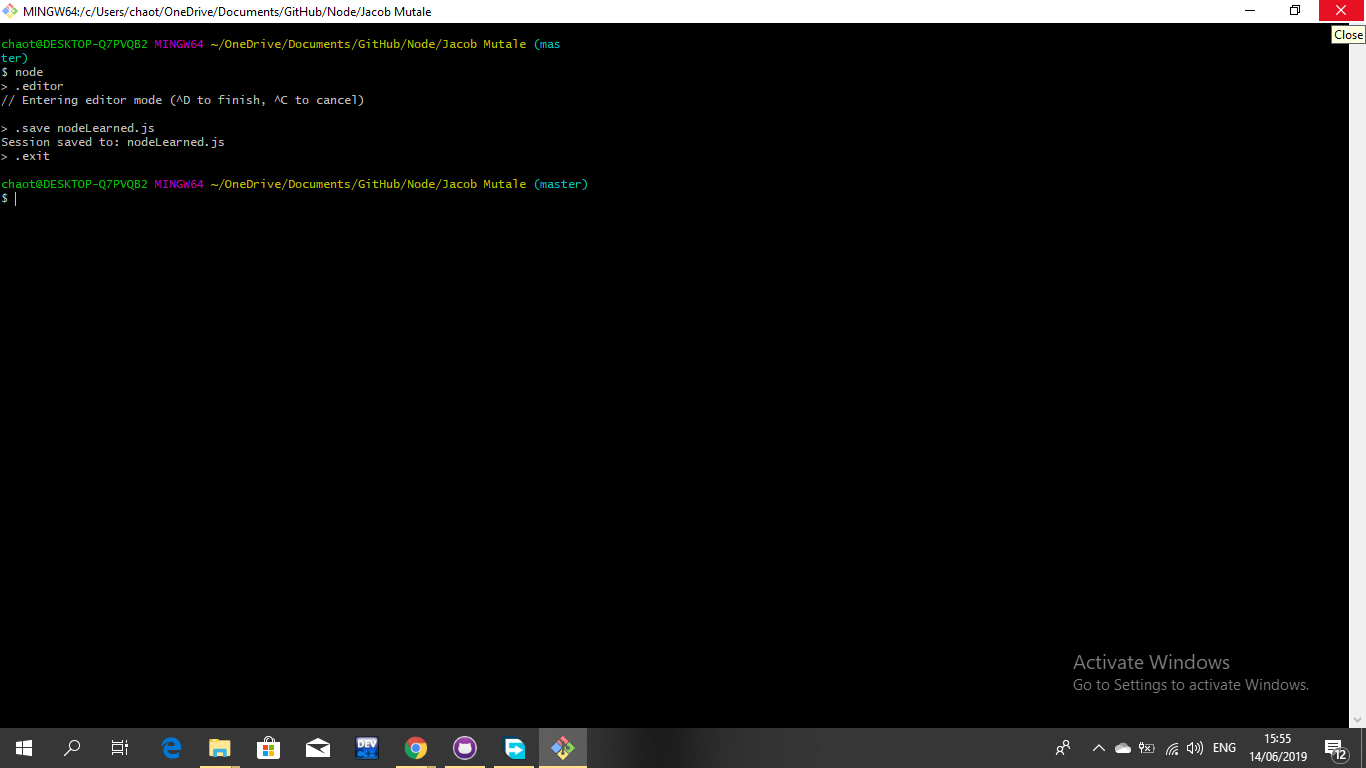 MINGW64:/c/Users/chaot/OneDrive/Documents/GitHub/Node/Jacob Mutale
Close
chaot@DESKTOP-Q7PVQB2 MINGW64 ~/OneDrive/Documents/GitHub/Node/Jacob Mutale (mas
ter)
$ node
> .editor
// Entering editor mode (^D to finish, ^C to cancel)
> .save nodeLearned.js
Session saved to: nodeLearned.js
> .exit
chaot@DESKTOP-Q7PVQB2 MINGW64 ~/OneDrive/Documents/GitHub/Node/Jacob Mutale (master)
$
Activate Windows
Go to Settings to activate Windows.
DEV
C++
ENG
15:55
14/06/2019
12